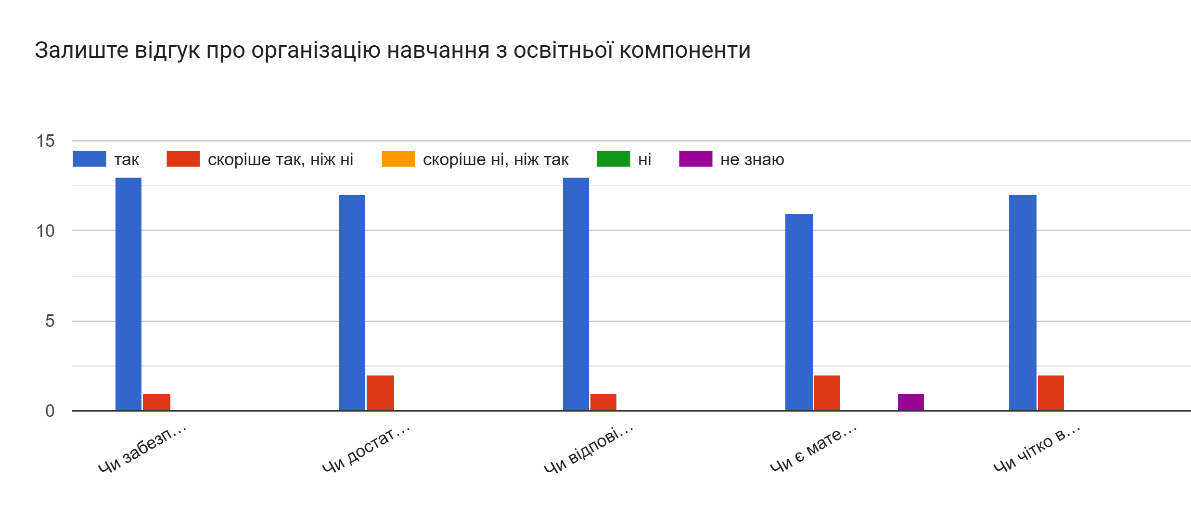 Залиште відгук про організацію навчання з освітньої компоненти
15
так скоріше так, ніж ні скоріше ні, ніж так ні не знаю
10
5
0
Чи забезп… Чи достат… Чи відпові… Чи є мате… Чи чітко в…